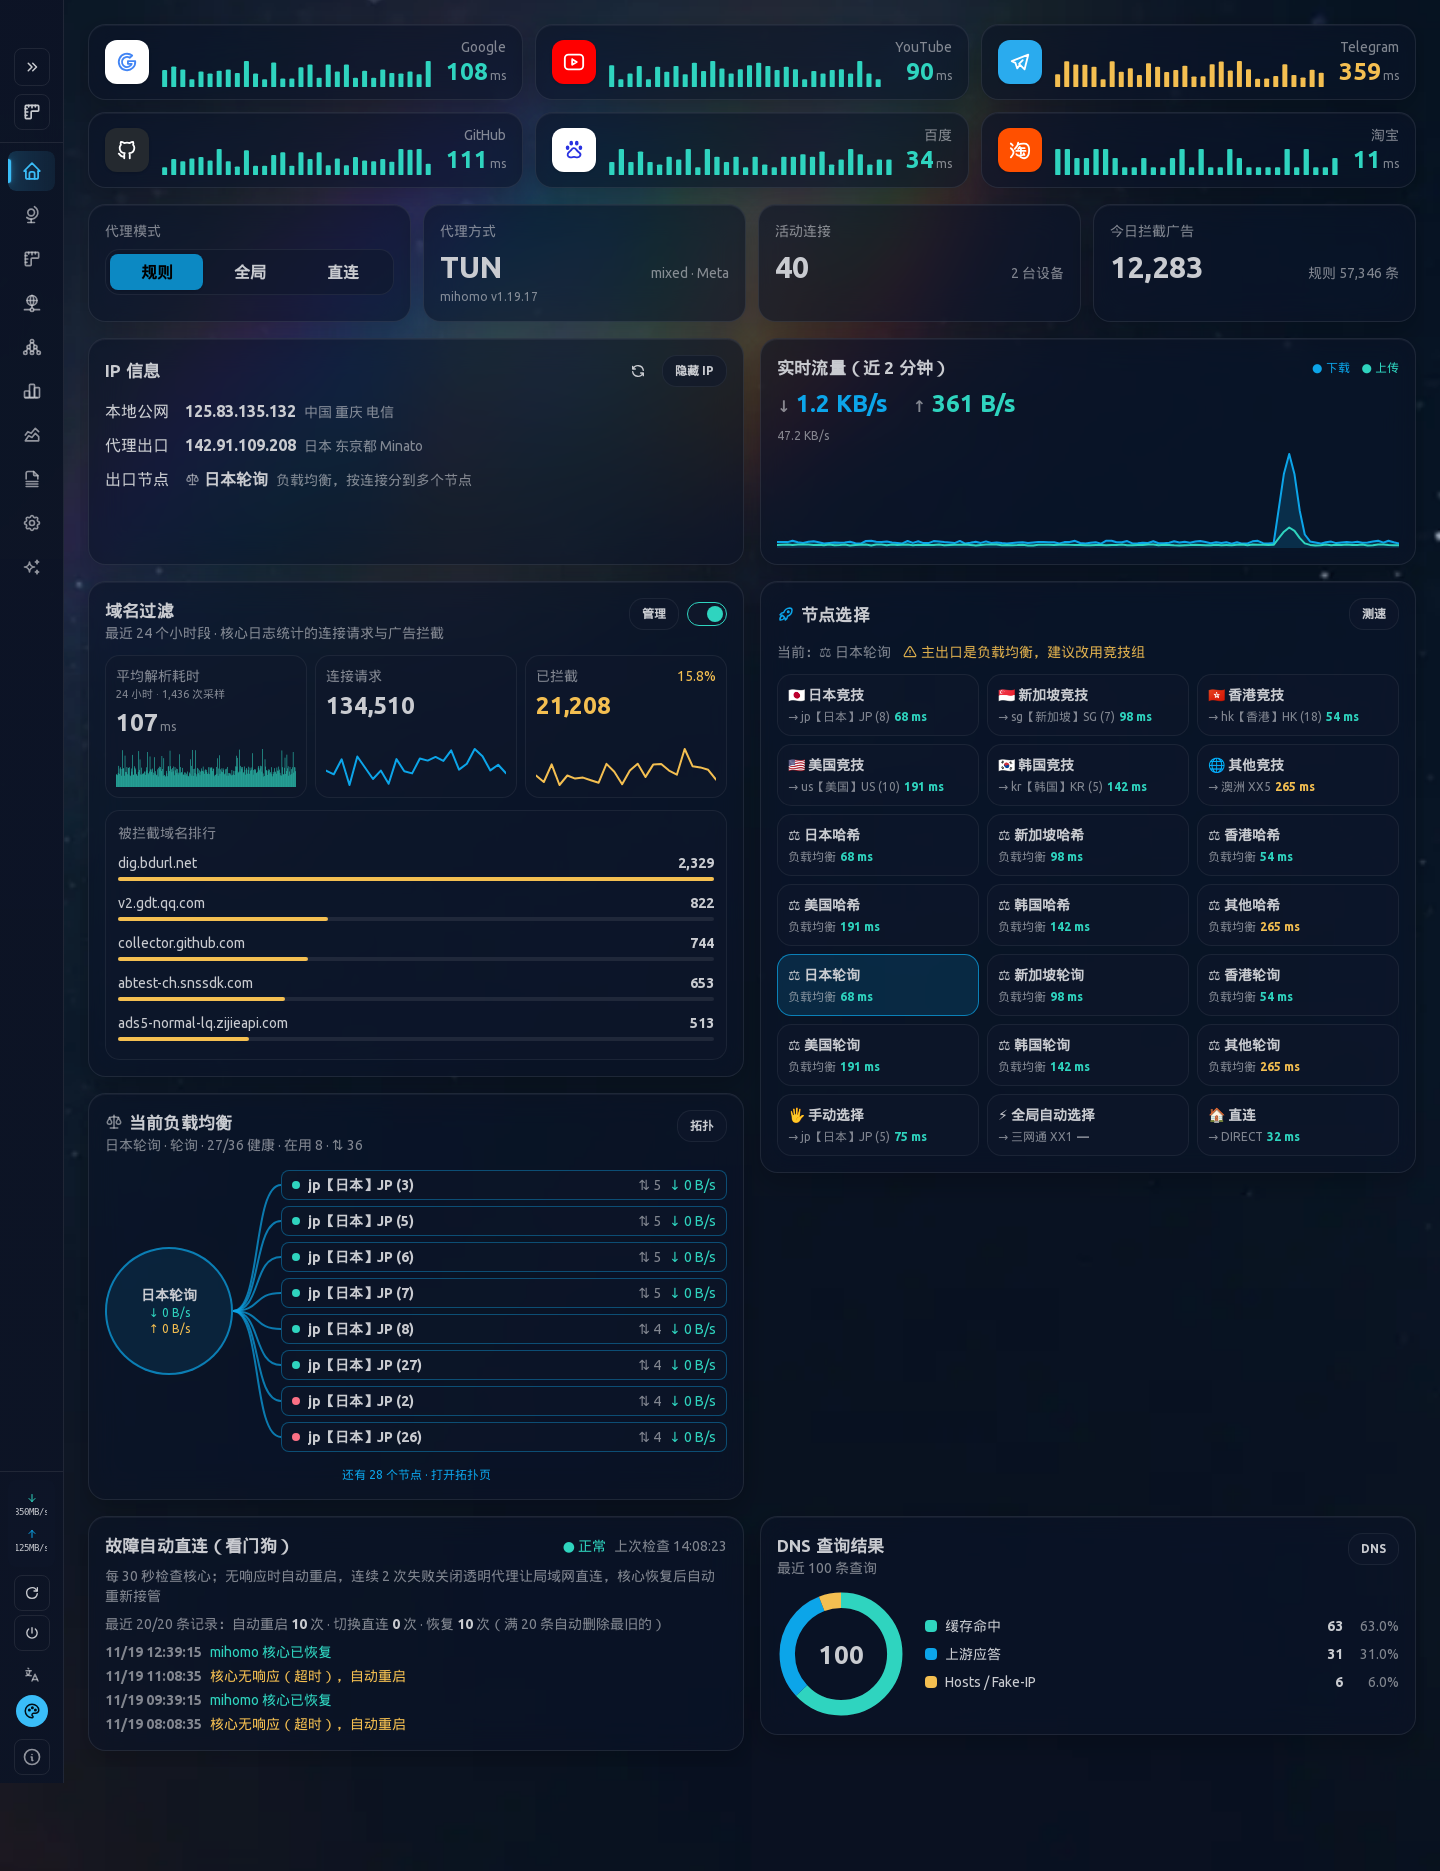 Google
108 ms
YouTube
90 ms
Telegram
359 ms
GitHub
111 ms
百度
34 ms
淘
淘宝
11 ms
代理模式
规则 全局 直连
代理方式
TUN mixed · Meta
mihomo v1.19.17
活动连接
40 2 台设备
今日拦截广告
12,283 规则 57,346 条
IP 信息 隐藏 IP
本地公网 125.83.135.132 中国 重庆 电信
代理出口 142.91.109.208 日本 东京都 Minato
出口节点 日本轮询 负载均衡，按连接分到多个节点
实时流量（近 2 分钟） 下载 上传
↓ 1.2 KB/s ↑ 361 B/s
47.2 KB/s
域名过滤 管理
最近 24 个小时段 · 核心日志统计的连接请求与广告拦截
平均解析耗时
24 小时 · 1,436 次采样
107 ms
连接请求
134,510
已拦截 15.8%
21,208
被拦截域名排行
dig.bdurl.net 2,329
v2.gdt.qq.com 822
collector.github.com 744
abtest-ch.snssdk.com 653
ads5-normal-lq.zijieapi.com 513
节点选择 测速
当前：⚖ 日本轮询 主出口是负载均衡，建议改用竞技组
🇯🇵 日本竞技
→ jp【日本】JP (8) 68 ms
🇸🇬 新加坡竞技
→ sg【新加坡】SG (7) 98 ms
🇭🇰 香港竞技
→ hk【香港】HK (18) 54 ms
🇺🇸 美国竞技
→ us【美国】US (10) 191 ms
🇰🇷 韩国竞技
→ kr【韩国】KR (5) 142 ms
🌐 其他竞技
→ 澳洲 XX5 265 ms
⚖ 日本哈希
负载均衡 68 ms
⚖ 新加坡哈希
负载均衡 98 ms
⚖ 香港哈希
负载均衡 54 ms
⚖ 美国哈希
负载均衡 191 ms
⚖ 韩国哈希
负载均衡 142 ms
⚖ 其他哈希
负载均衡 265 ms
⚖ 日本轮询
负载均衡 68 ms
⚖ 新加坡轮询
负载均衡 98 ms
⚖ 香港轮询
负载均衡 54 ms
⚖ 美国轮询
负载均衡 191 ms
⚖ 韩国轮询
负载均衡 142 ms
⚖ 其他轮询
负载均衡 265 ms
🖐 手动选择
→ jp【日本】JP (5) 75 ms
⚡ 全局自动选择
→ 三网通 XX1 —
🏠 直连
→ DIRECT 32 ms
当前负载均衡 拓扑
日本轮询 · 轮询 · 27/36 健康 · 在用 8 · ⇅ 36
日本轮询
↓ 0 B/s
↑ 0 B/s
jp【日本】JP (3) ⇅ 5 ↓ 0 B/s
jp【日本】JP (5) ⇅ 5 ↓ 0 B/s
jp【日本】JP (6) ⇅ 5 ↓ 0 B/s
jp【日本】JP (7) ⇅ 5 ↓ 0 B/s
jp【日本】JP (8) ⇅ 4 ↓ 0 B/s
jp【日本】JP (27) ⇅ 4 ↓ 0 B/s
jp【日本】JP (2) ⇅ 4 ↓ 0 B/s
jp【日本】JP (26) ⇅ 4 ↓ 0 B/s
还有 28 个节点 · 打开拓扑页
故障自动直连（看门狗） 正常 上次检查 14:08:23
每 30 秒检查核心；无响应时自动重启，连续 2 次失败关闭透明代理让局域网直连，核心恢复后自动
重新接管
最近 20/20 条记录：自动重启 10 次 · 切换直连 0 次 · 恢复 10 次（满 20 条自动删除最旧的）
11/19 12:39:15 mihomo 核心已恢复
11/19 11:08:35 核心无响应（超时），自动重启
11/19 09:39:15 mihomo 核心已恢复
11/19 08:08:35 核心无响应（超时），自动重启
DNS 查询结果 DNS
最近 100 条查询
100
缓存命中 63 63.0%
上游应答 31 31.0%
Hosts / Fake-IP 6 6.0%
↓
350MB/s
↑
125MB/s